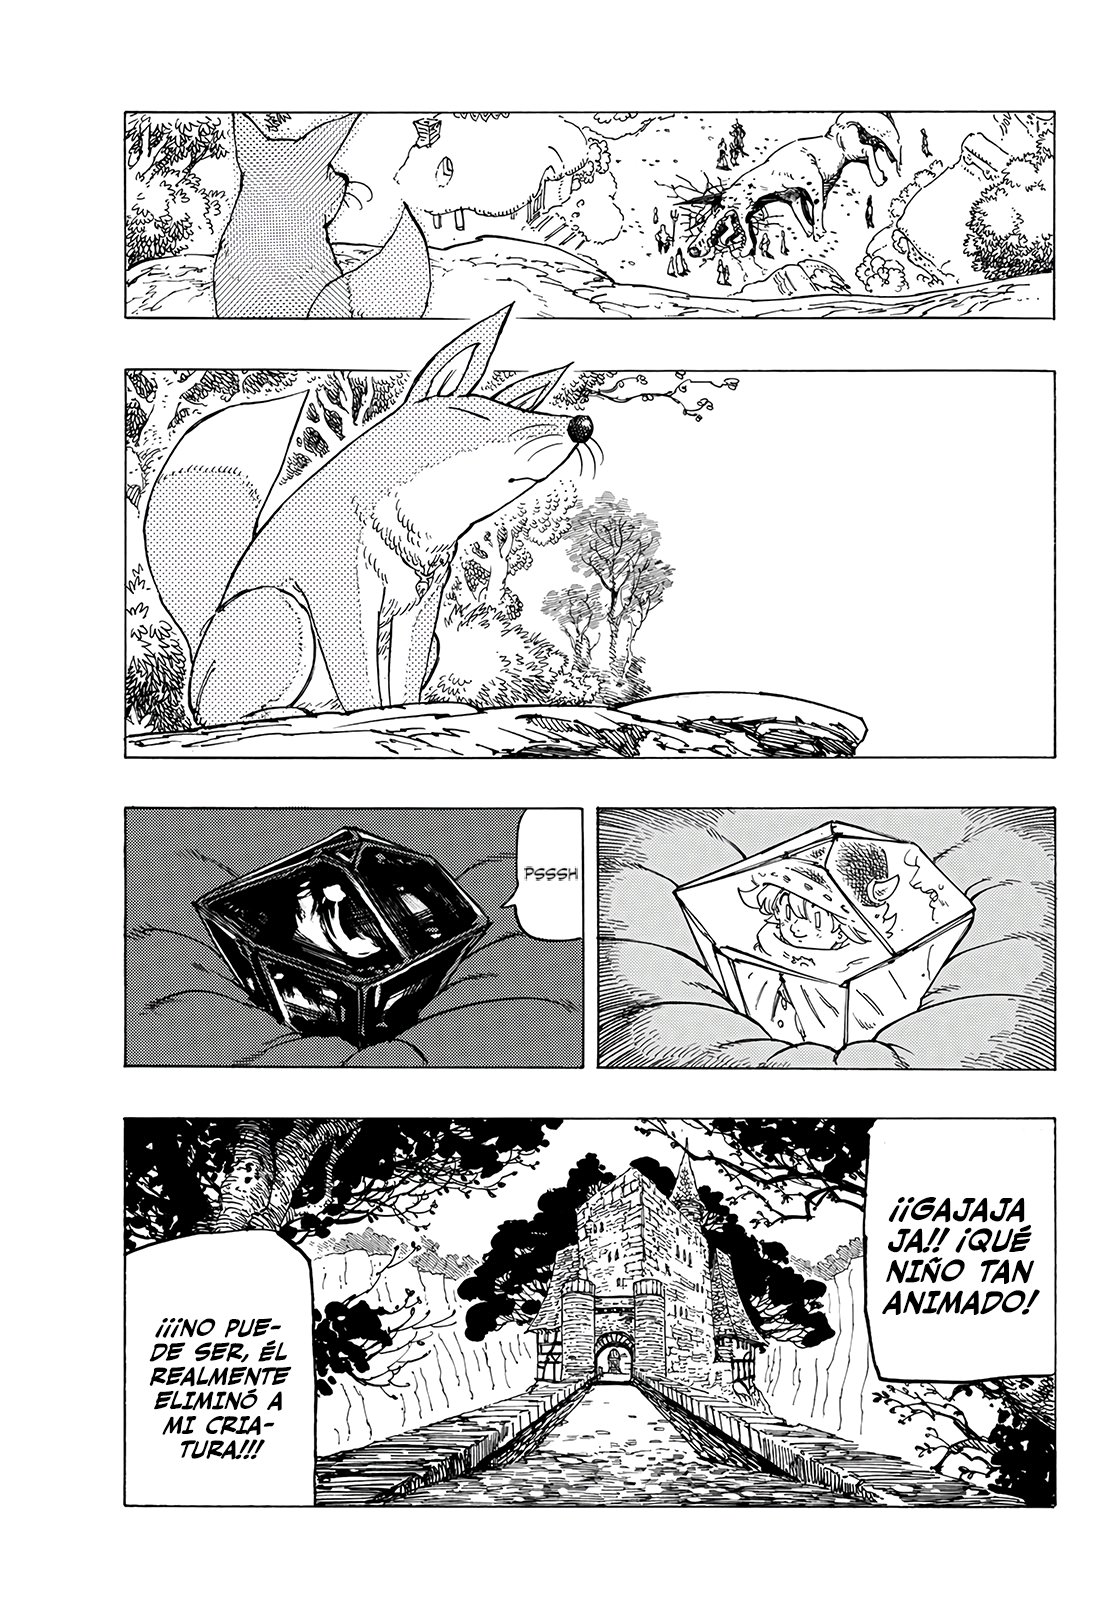 PSSSH
¡¡GAJAJA
JA!! ¡QUÉ
NIÑO TAN
ANIMADO!
¡¡¡NO PUE-
DE SER, ÉL
REALMENTE
ELIMINÓ A
MI CRIA-
TURA!!!